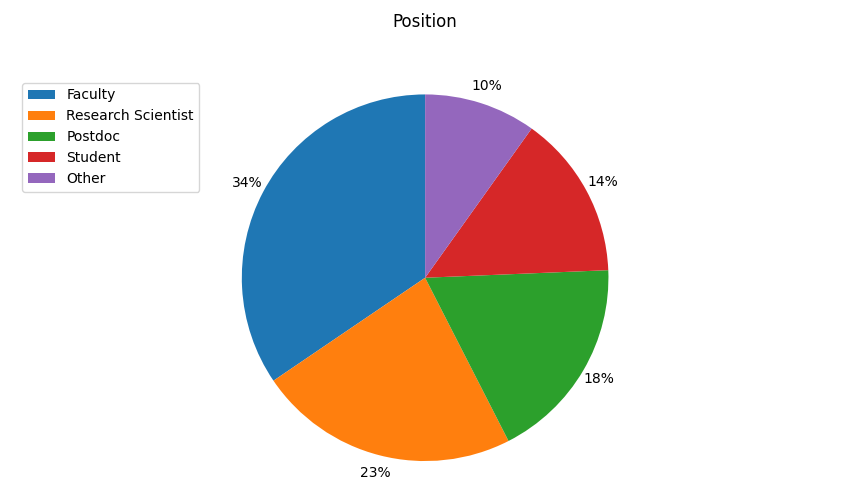 Position
Faculty
Research Scientist
Postdoc
Student
Other
10%
34%
14%
18%
23%